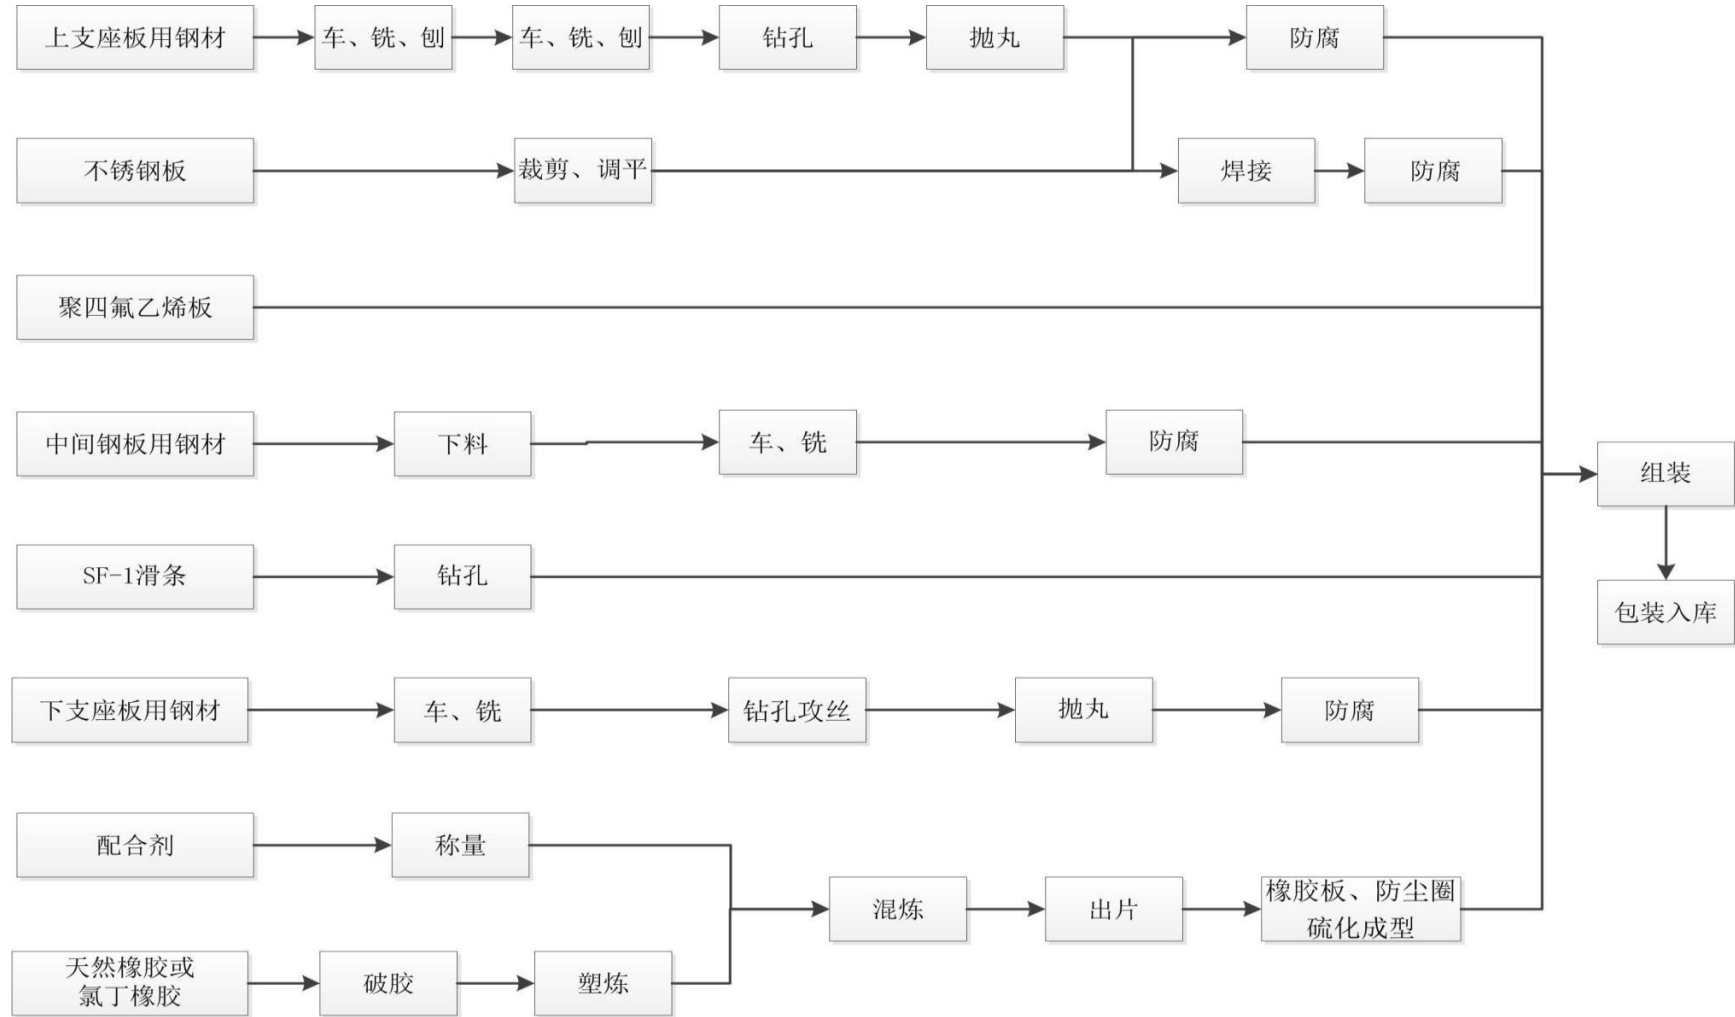 上支座板用钢材
车、铣、刨
车、铣、刨
钻孔
抛丸
防腐
不锈钢板
裁剪、调平
焊接
防腐
聚四氟乙烯板
中间钢板用钢材
下料
车、铣
防腐
组装
SF-1滑条
钻孔
包装入库
下支座板用钢材
车、铣
钻孔攻丝
抛丸
防腐
配合剂
称量
混炼
出片
橡胶板、防尘圈
硫化成型
天然橡胶或
氯丁橡胶
破胶
塑炼